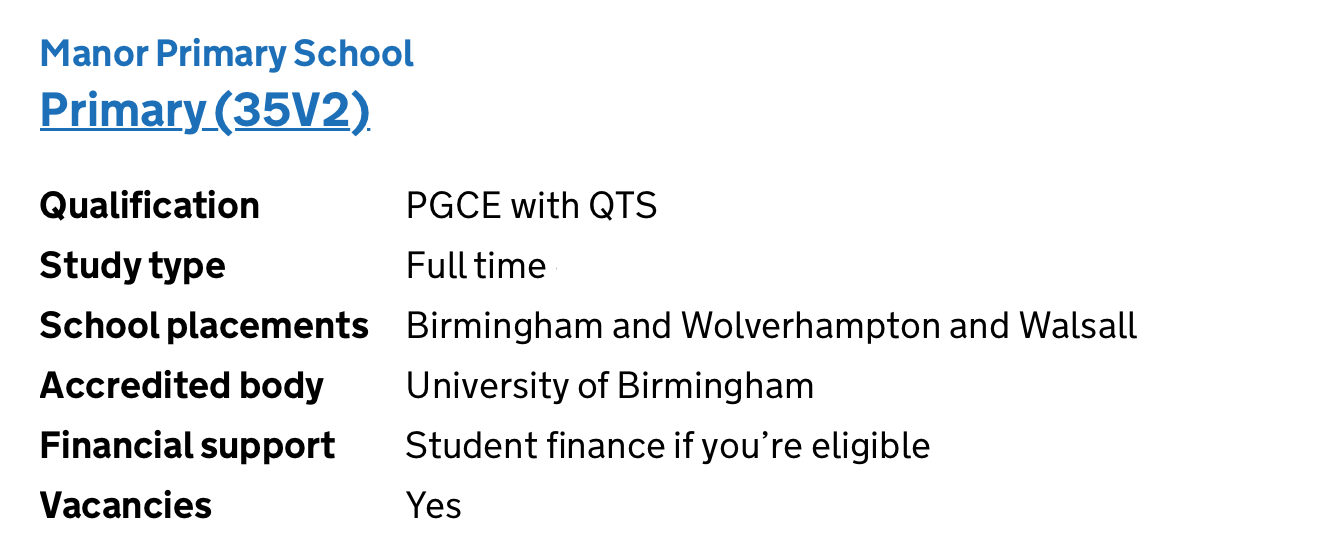 Manor Primary School
Primary (35V2)
Qualification PGCE with QTS
Study type Full time
School placements Birmingham and Wolverhampton and Walsall
Accredited body University of Birmingham
Financial support Student finance if you’re eligible
Vacancies Yes